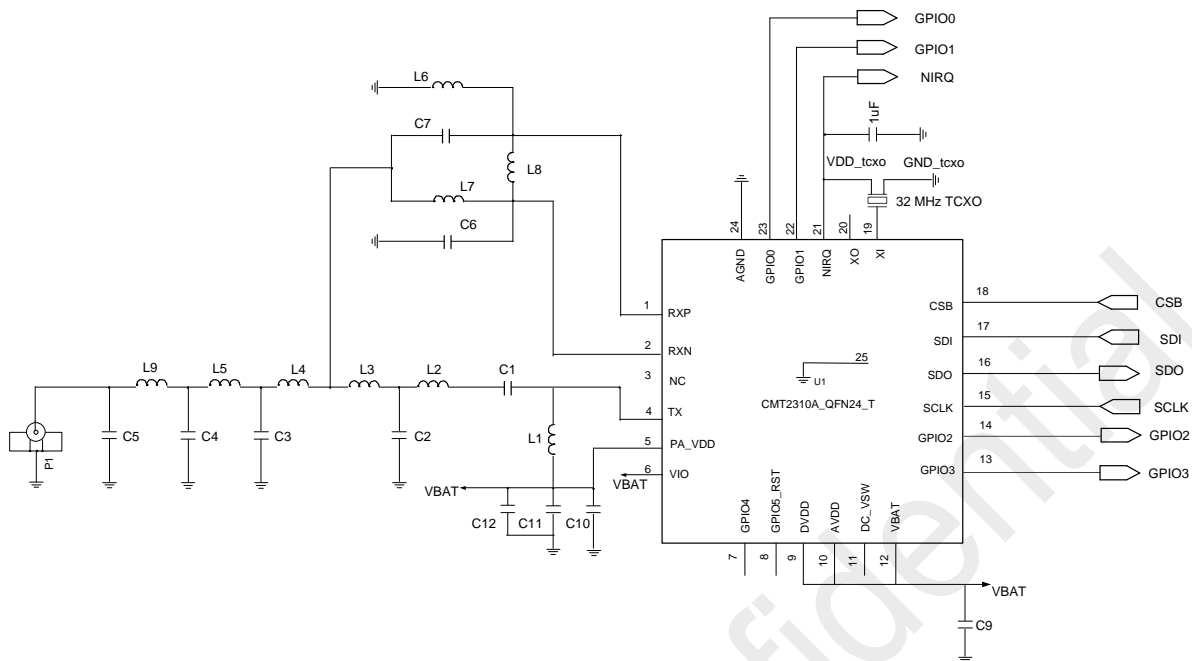 GPIO0
GPIO1
NIRQ
L6
C7
L8
L7
C6
1uF
VDD_tcxo
GND_tcxo
32 MHz TCXO
24
23
22
21
20
19
AGND
GPIO0
GPIO1
NIRQ
XO
XI
1
RXP
2
RXN
3
NC
4
TX
5
PA_VDD
6
VIO
CSB
18
CSB
SDI
17
SDI
SDO
16
SDO
SCLK
15
SCLK
GPIO2
14
GPIO2
GPIO3
13
GPIO3
25
U1
CMT2310A_QFN24_T
L9
L5
L4
L3
L2
C1
C5
C4
C3
C2
L1
P1
VBAT
VBAT
C12
C11
C10
GPIO4
GPIO5_RST
DVDD
AVDD
DC_VSW
VBAT
7
8
9
10
11
12
VBAT
C9
fidential